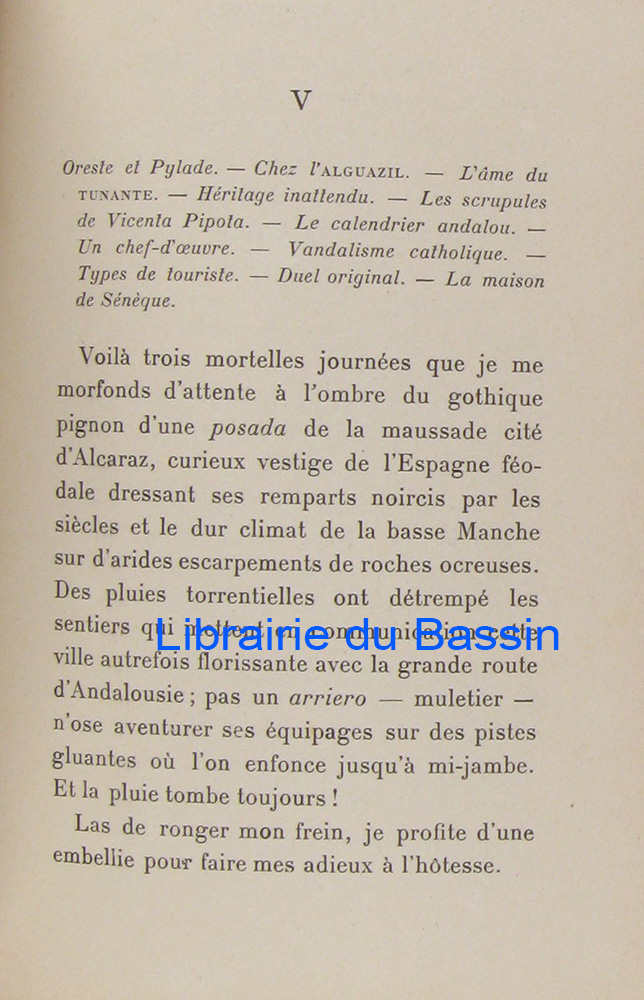 V
Oreste et Pylade. — Chez l'ALGUAZIL. — L'âme du
TUNANTE. — Héritage inattendu. — Les scrupules
de Vicenta Pipota. — Le calendrier andalou. —
Un chef-d'œuvre. — Vandalisme catholique. —
Types de touriste. — Duel original. — La maison
de Sénèque.
Voilà trois mortelles journées que je me
morfonds d'attente à l'ombre du gothique
pignon d'une posada de la maussade cité
d'Alcaraz, curieux vestige de l'Espagne féo-
dale dressant ses remparts noircis par les
siècles et le dur climat de la basse Manche
sur d'arides escarpements de roches ocreuses.
Des pluies torrentielles ont détrempé les
sentiers qui mettent en communication cette
Librairie du Bassin
ville autrefois florissante avec la grande route
d'Andalousie ; pas un arriero — muletier —
n'ose aventurer ses équipages sur des pistes
gluantes où l'on enfonce jusqu'à mi-jambe.
Et la pluie tombe toujours !
Las de ronger mon frein, je profite d'une
embellie pour faire mes adieux à l'hôtesse.